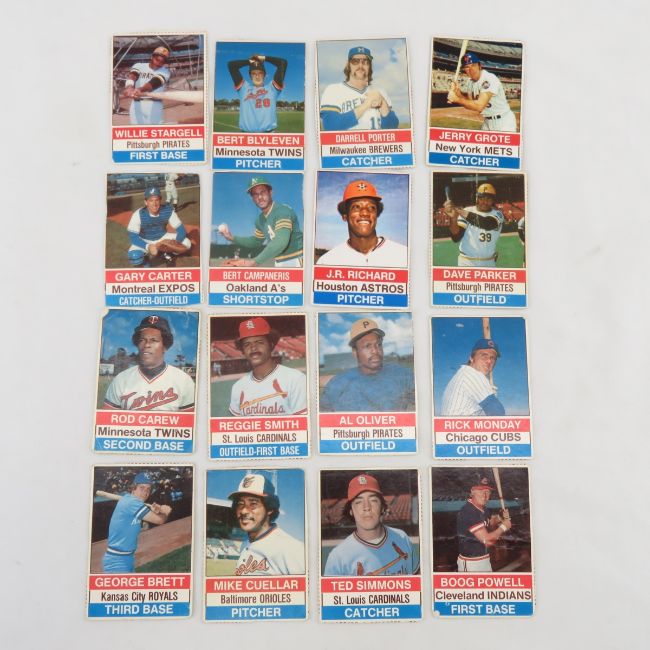 WILLIE STARGELL
Pittsburgh PIRATES
FIRST BASE
28
BERT BLYLEVEN
Minnesota TWINS
PITCHER
DARRELL PORTER
Milwaukee BREWERS
CATCHER
JERRY GROTE
New York METS
CATCHER
GARY CARTER
Montreal EXPOS
CATCHER-OUTFIELD
BERT CAMPANERIS
Oakland A's
SHORTSTOP
J.R. RICHARD
Houston ASTROS
PITCHER
39
DAVE PARKER
Pittsburgh PIRATES
OUTFIELD
Twins
ROD CAREW
Minnesota TWINS
SECOND BASE
Cardinals
REGGIE SMITH
St. Louis CARDINALS
OUTFIELD-FIRST BASE
AL OLIVER
Pittsburgh PIRATES
OUTFIELD
RICK MONDAY
Chicago CUBS
OUTFIELD
GEORGE BRETT
Kansas City ROYALS
THIRD BASE
MIKE CUELLAR
Baltimore ORIOLES
PITCHER
TED SIMMONS
St. Louis CARDINALS
CATCHER
BOOG POWELL
Cleveland INDIANS
FIRST BASE